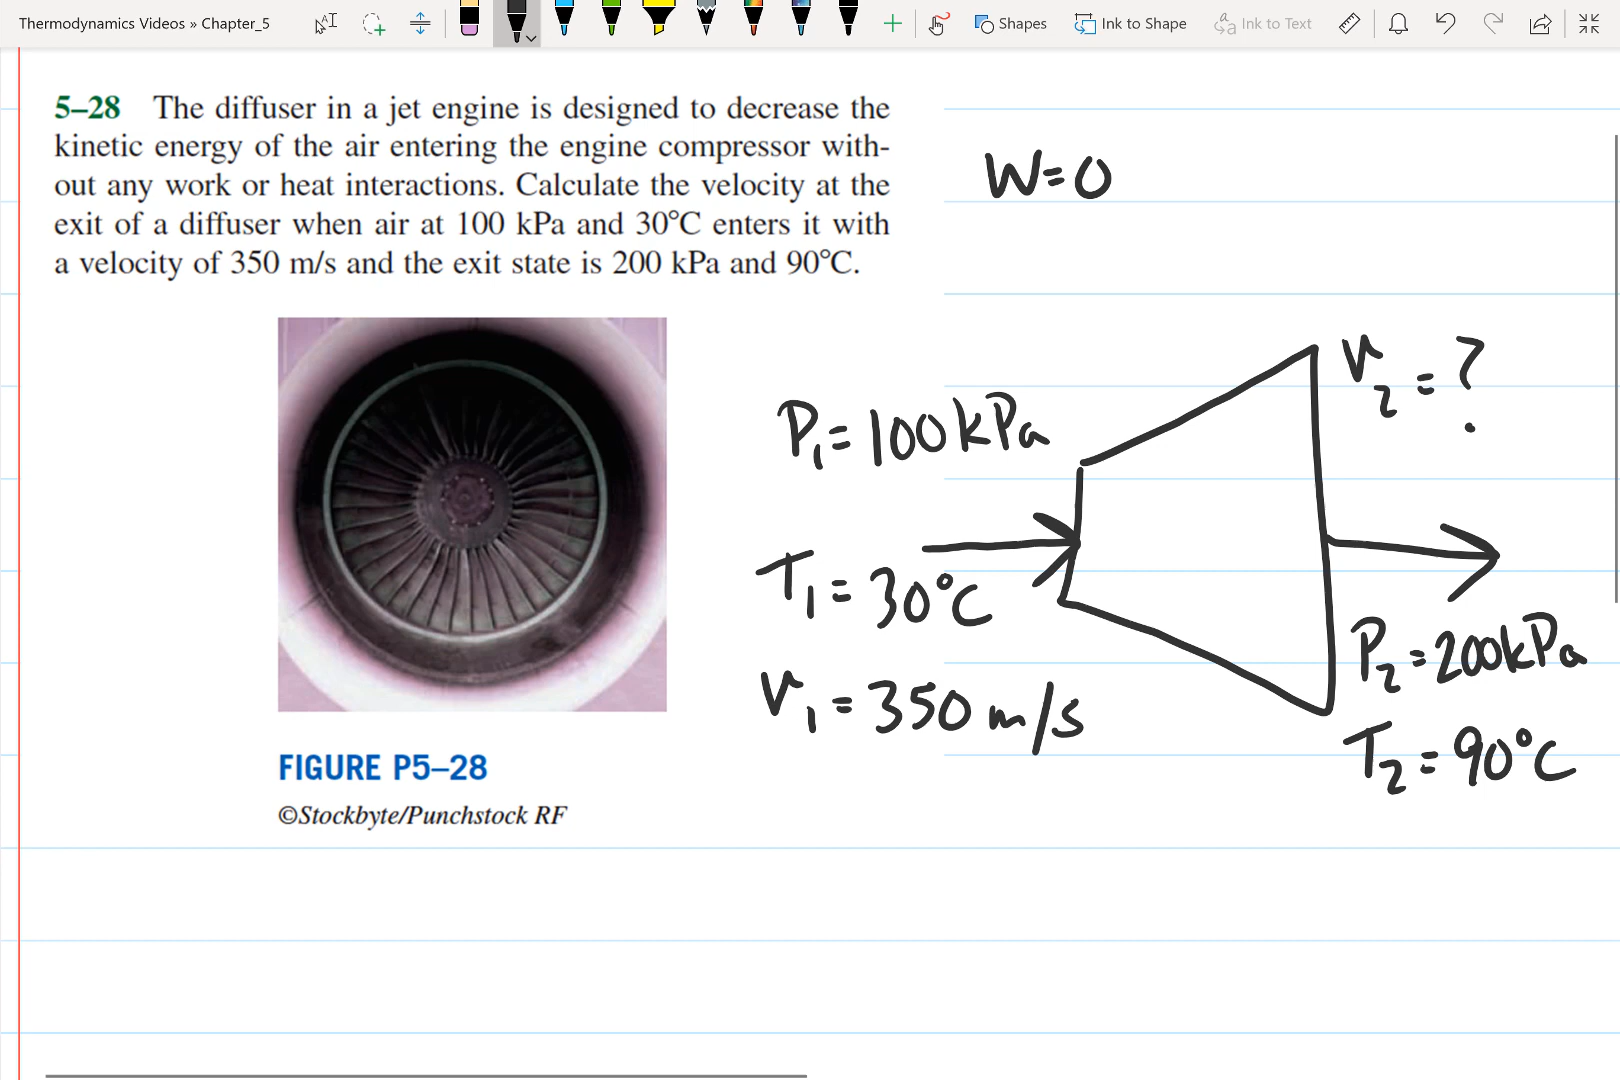 Thermodynamics Videos » Chapter_5
Shapes
Ink to Shape
Ink to Text
5–28 The diffuser in a jet engine is designed to decrease the
kinetic energy of the air entering the engine compressor with-
out any work or heat interactions. Calculate the velocity at the
exit of a diffuser when air at 100 kPa and 30°C enters it with
a velocity of 350 m/s and the exit state is 200 kPa and 90°C.
W=0
V₂=?
P₁=100kPa
T₁=30°C
V₁=350 m/s
P₂=200kPa
T₂=90°C
FIGURE P5–28
©Stockbyte/Punchstock RF